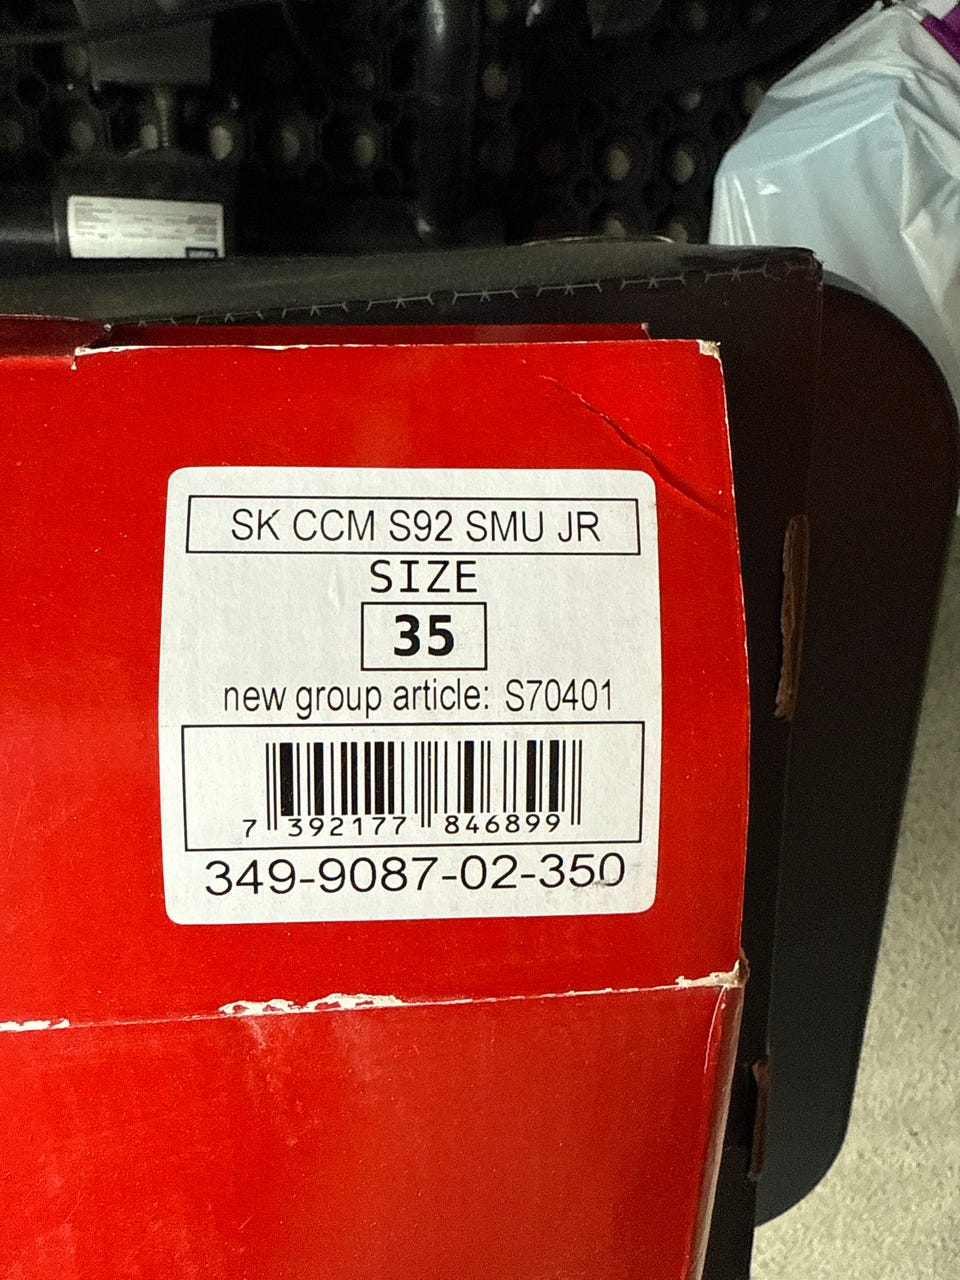 SK CCM S92 SMU JR
SIZE
35
new group article: S70401
7 392177 846899
349-9087-02-350